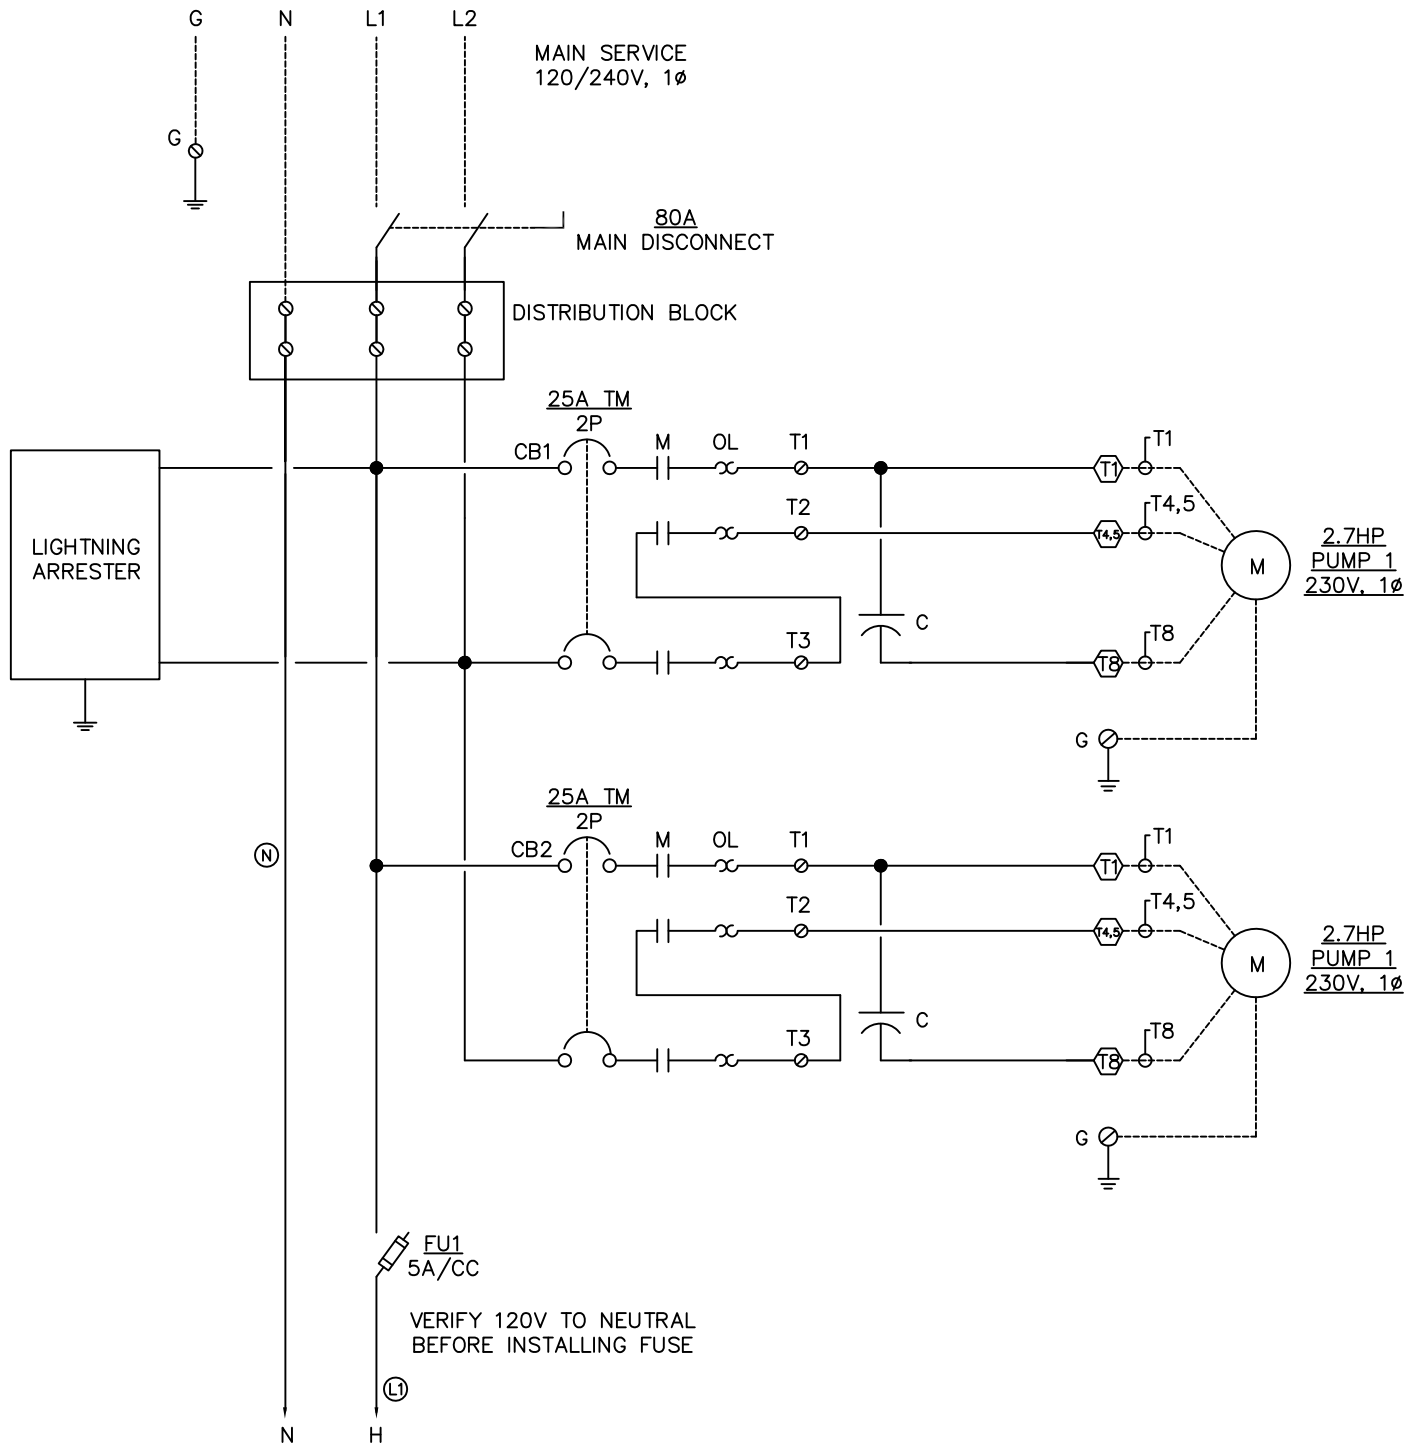 G N L1 L2
MAIN SERVICE
120/240V, 1ø
G
80A
MAIN DISCONNECT
DISTRIBUTION BLOCK
25A TM
2P
CB1 M OL T1 T1 T1
T2 T4,5 T4,5
LIGHTNING
ARRESTER
M
2.7HP
PUMP 1
230V, 1ø
C
T3 T8 T8
G
25A TM
2P
CB2 M OL T1 T1 T1
N
T2 T4,5 T4,5
M
2.7HP
PUMP 1
230V, 1ø
C
T3 T8 T8
G
FU1
5A/CC
VERIFY 120V TO NEUTRAL
BEFORE INSTALLING FUSE
L1
N H